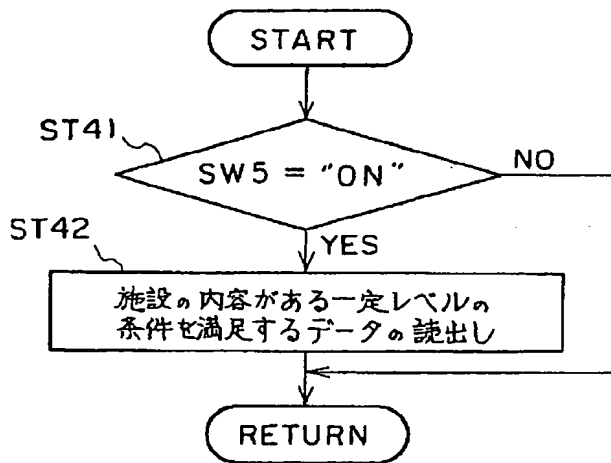 START
ST41
SW5 = "ON"
NO
ST42
YES
施設の内容がある一定レベルの
条件を満足するデータの読出し
RETURN